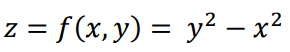 z = f(x, y) = y² − x²